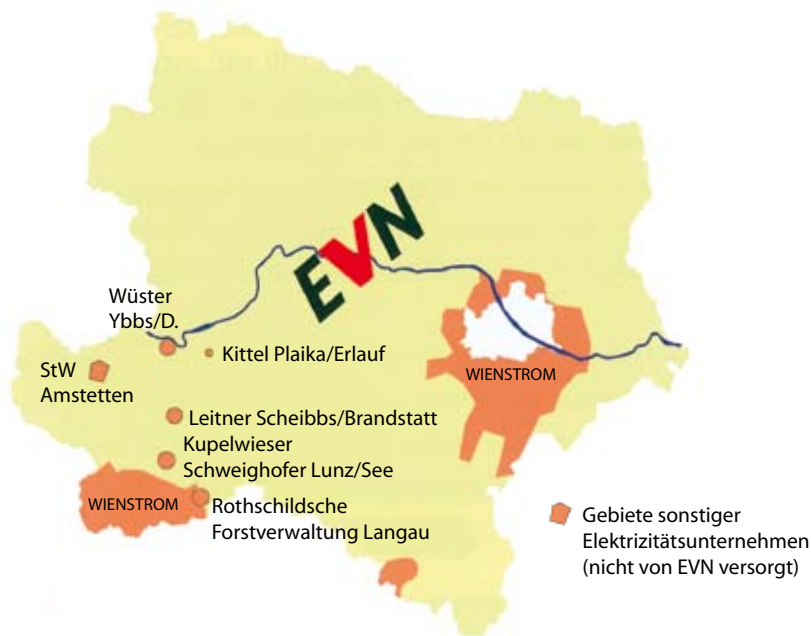 EVN
Wüster
Ybbs/D.
Kittel Plaika/Erlauf
StW
Amstetten
WIENSTROM
Leitner Scheibbs/Brandstatt
Kupelwieser
Schweighofer Lunz/See
WIENSTROM
Rothschildsche
Forstverwaltung Langau
Gebiete sonstiger
Elektrizitätsunternehmen
(nicht von EVN versorgt)